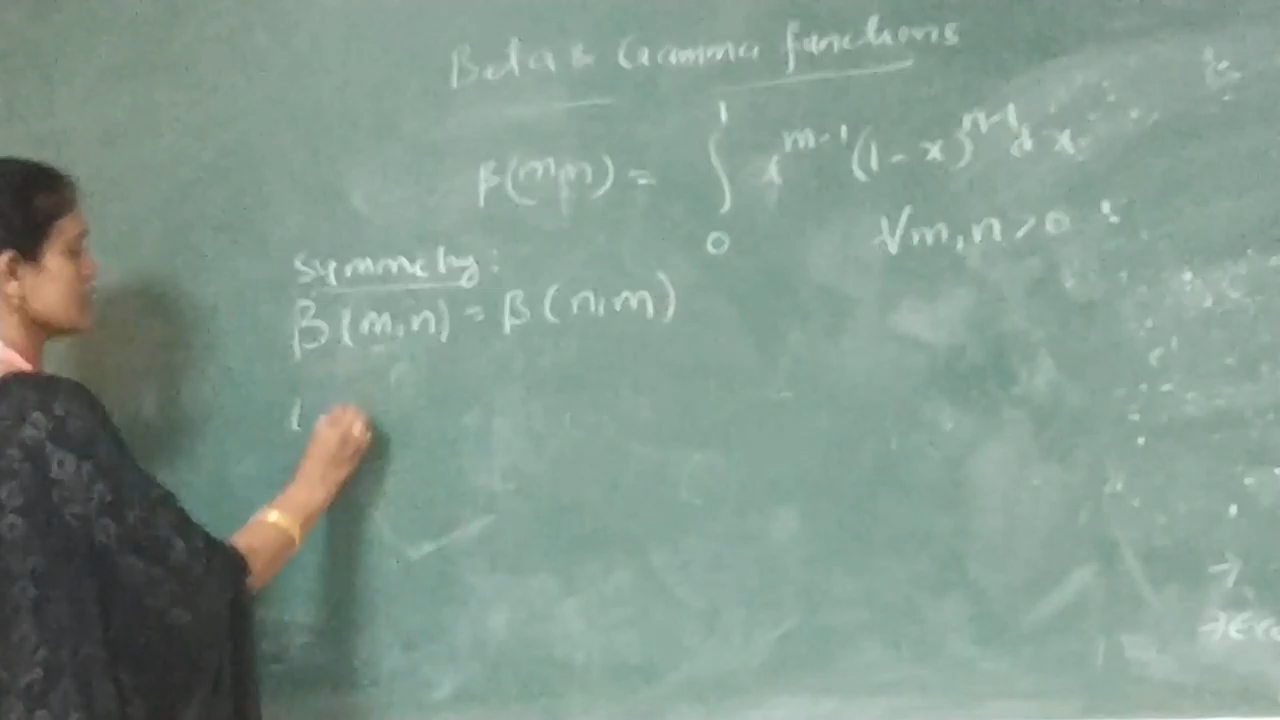 Beta & Gamma functions
β(m,n) = ∫₀¹ x^{m-1} (1-x)^{n-1} dx
∀ m, n > 0
Symmetry:
β(m,n) = β(n,m)